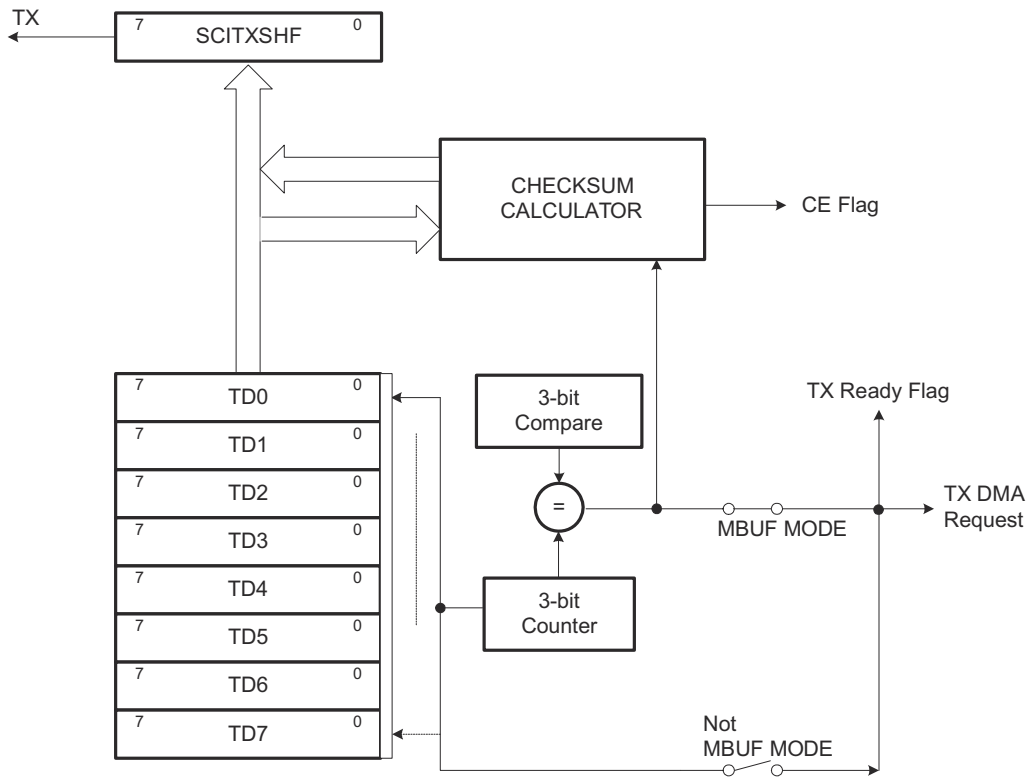 TX
7 SCITXSHF 0
CHECKSUM
CALCULATOR
CE Flag
7 TD0 0
7 TD1 0
7 TD2 0
7 TD3 0
7 TD4 0
7 TD5 0
7 TD6 0
7 TD7 0
3-bit
Compare
=
3-bit
Counter
TX Ready Flag
MBUF MODE
TX DMA
Request
Not
MBUF MODE